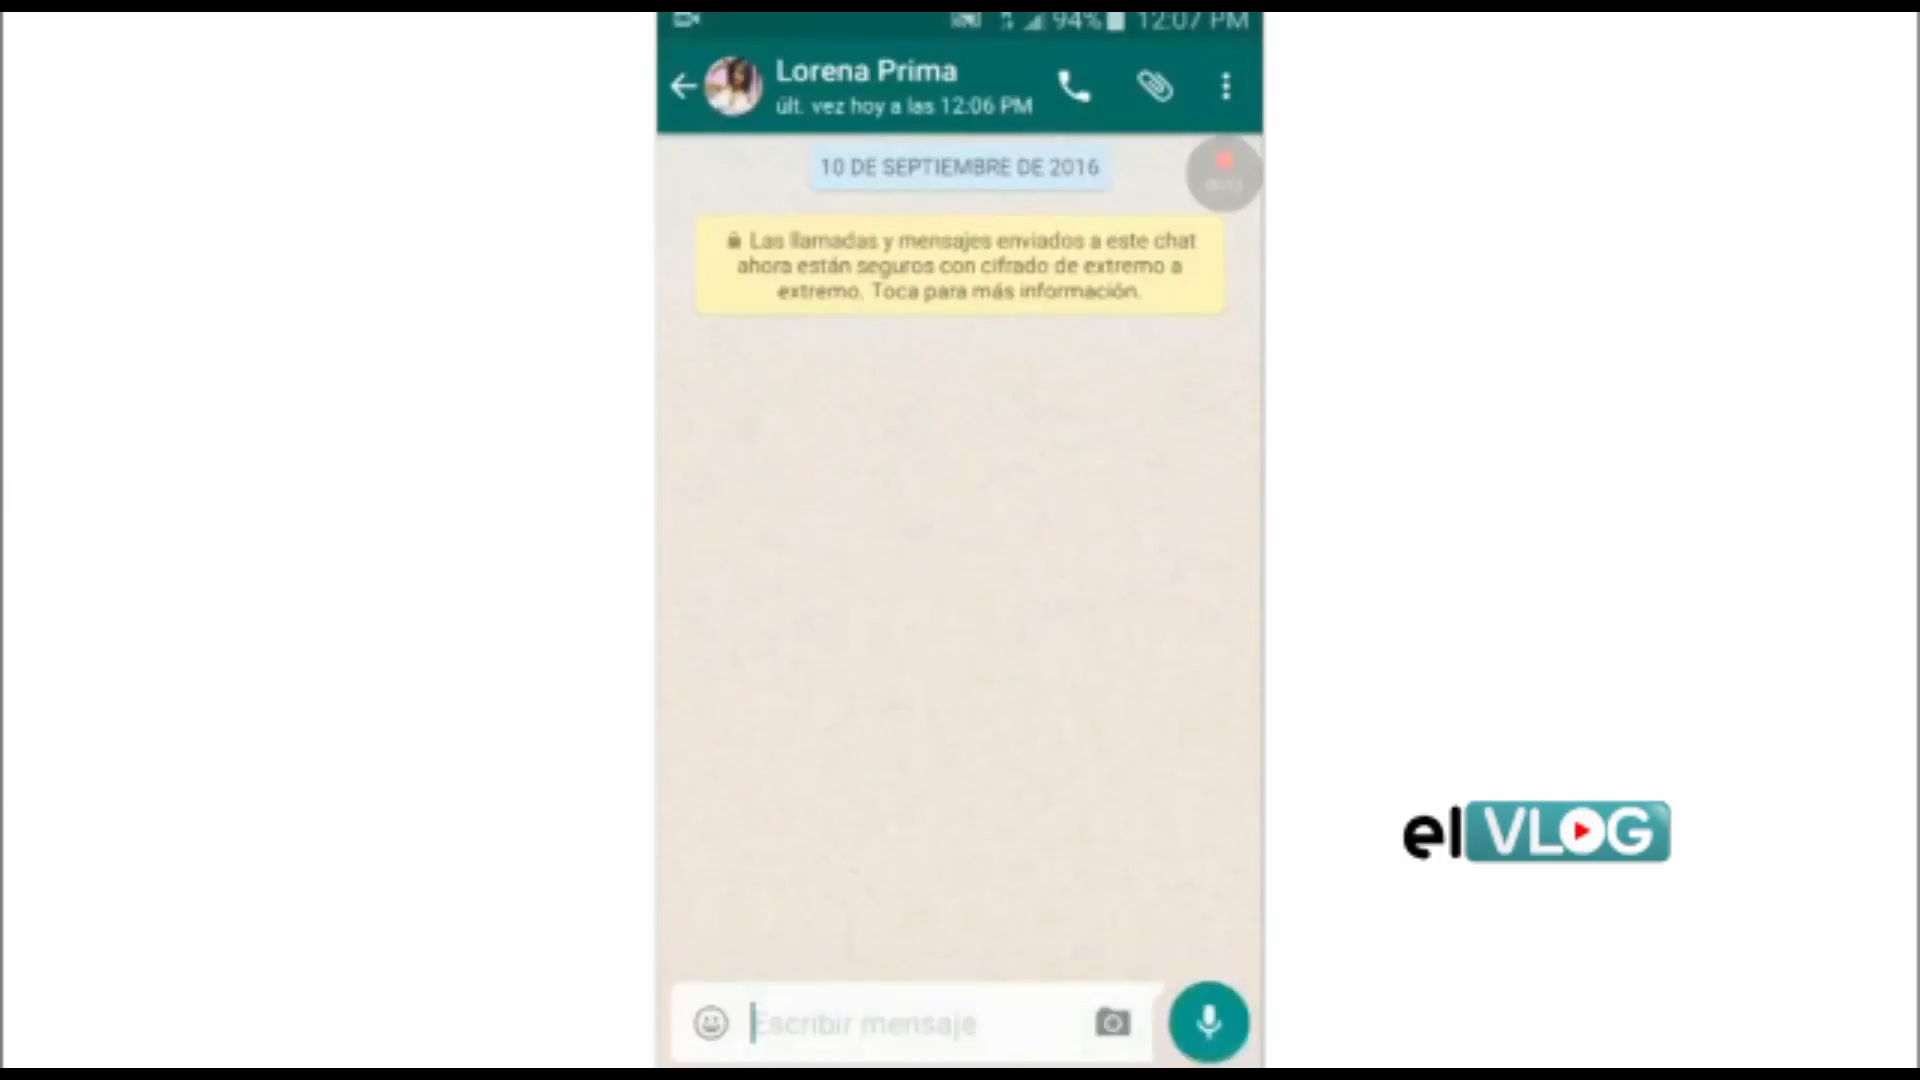 94% 12:07 PM
Lorena Prima
últ. vez hoy a las 12:06 PM
10 DE SEPTIEMBRE DE 2016
Las llamadas y mensajes enviados a este chat
ahora están seguros con cifrado de extremo a
extremo. Toca para más información.
el VLOG
Escribir mensaje